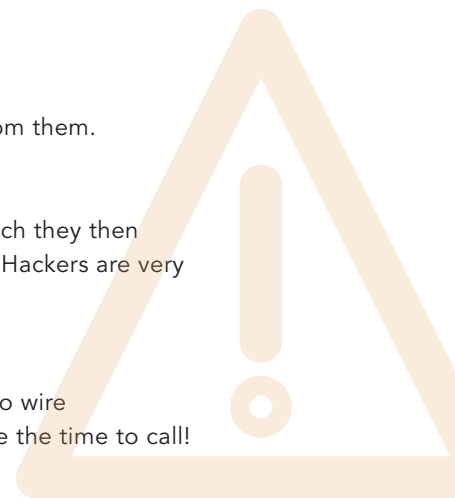 om them.
ch they then
Hackers are very
o wire
e the time to call!